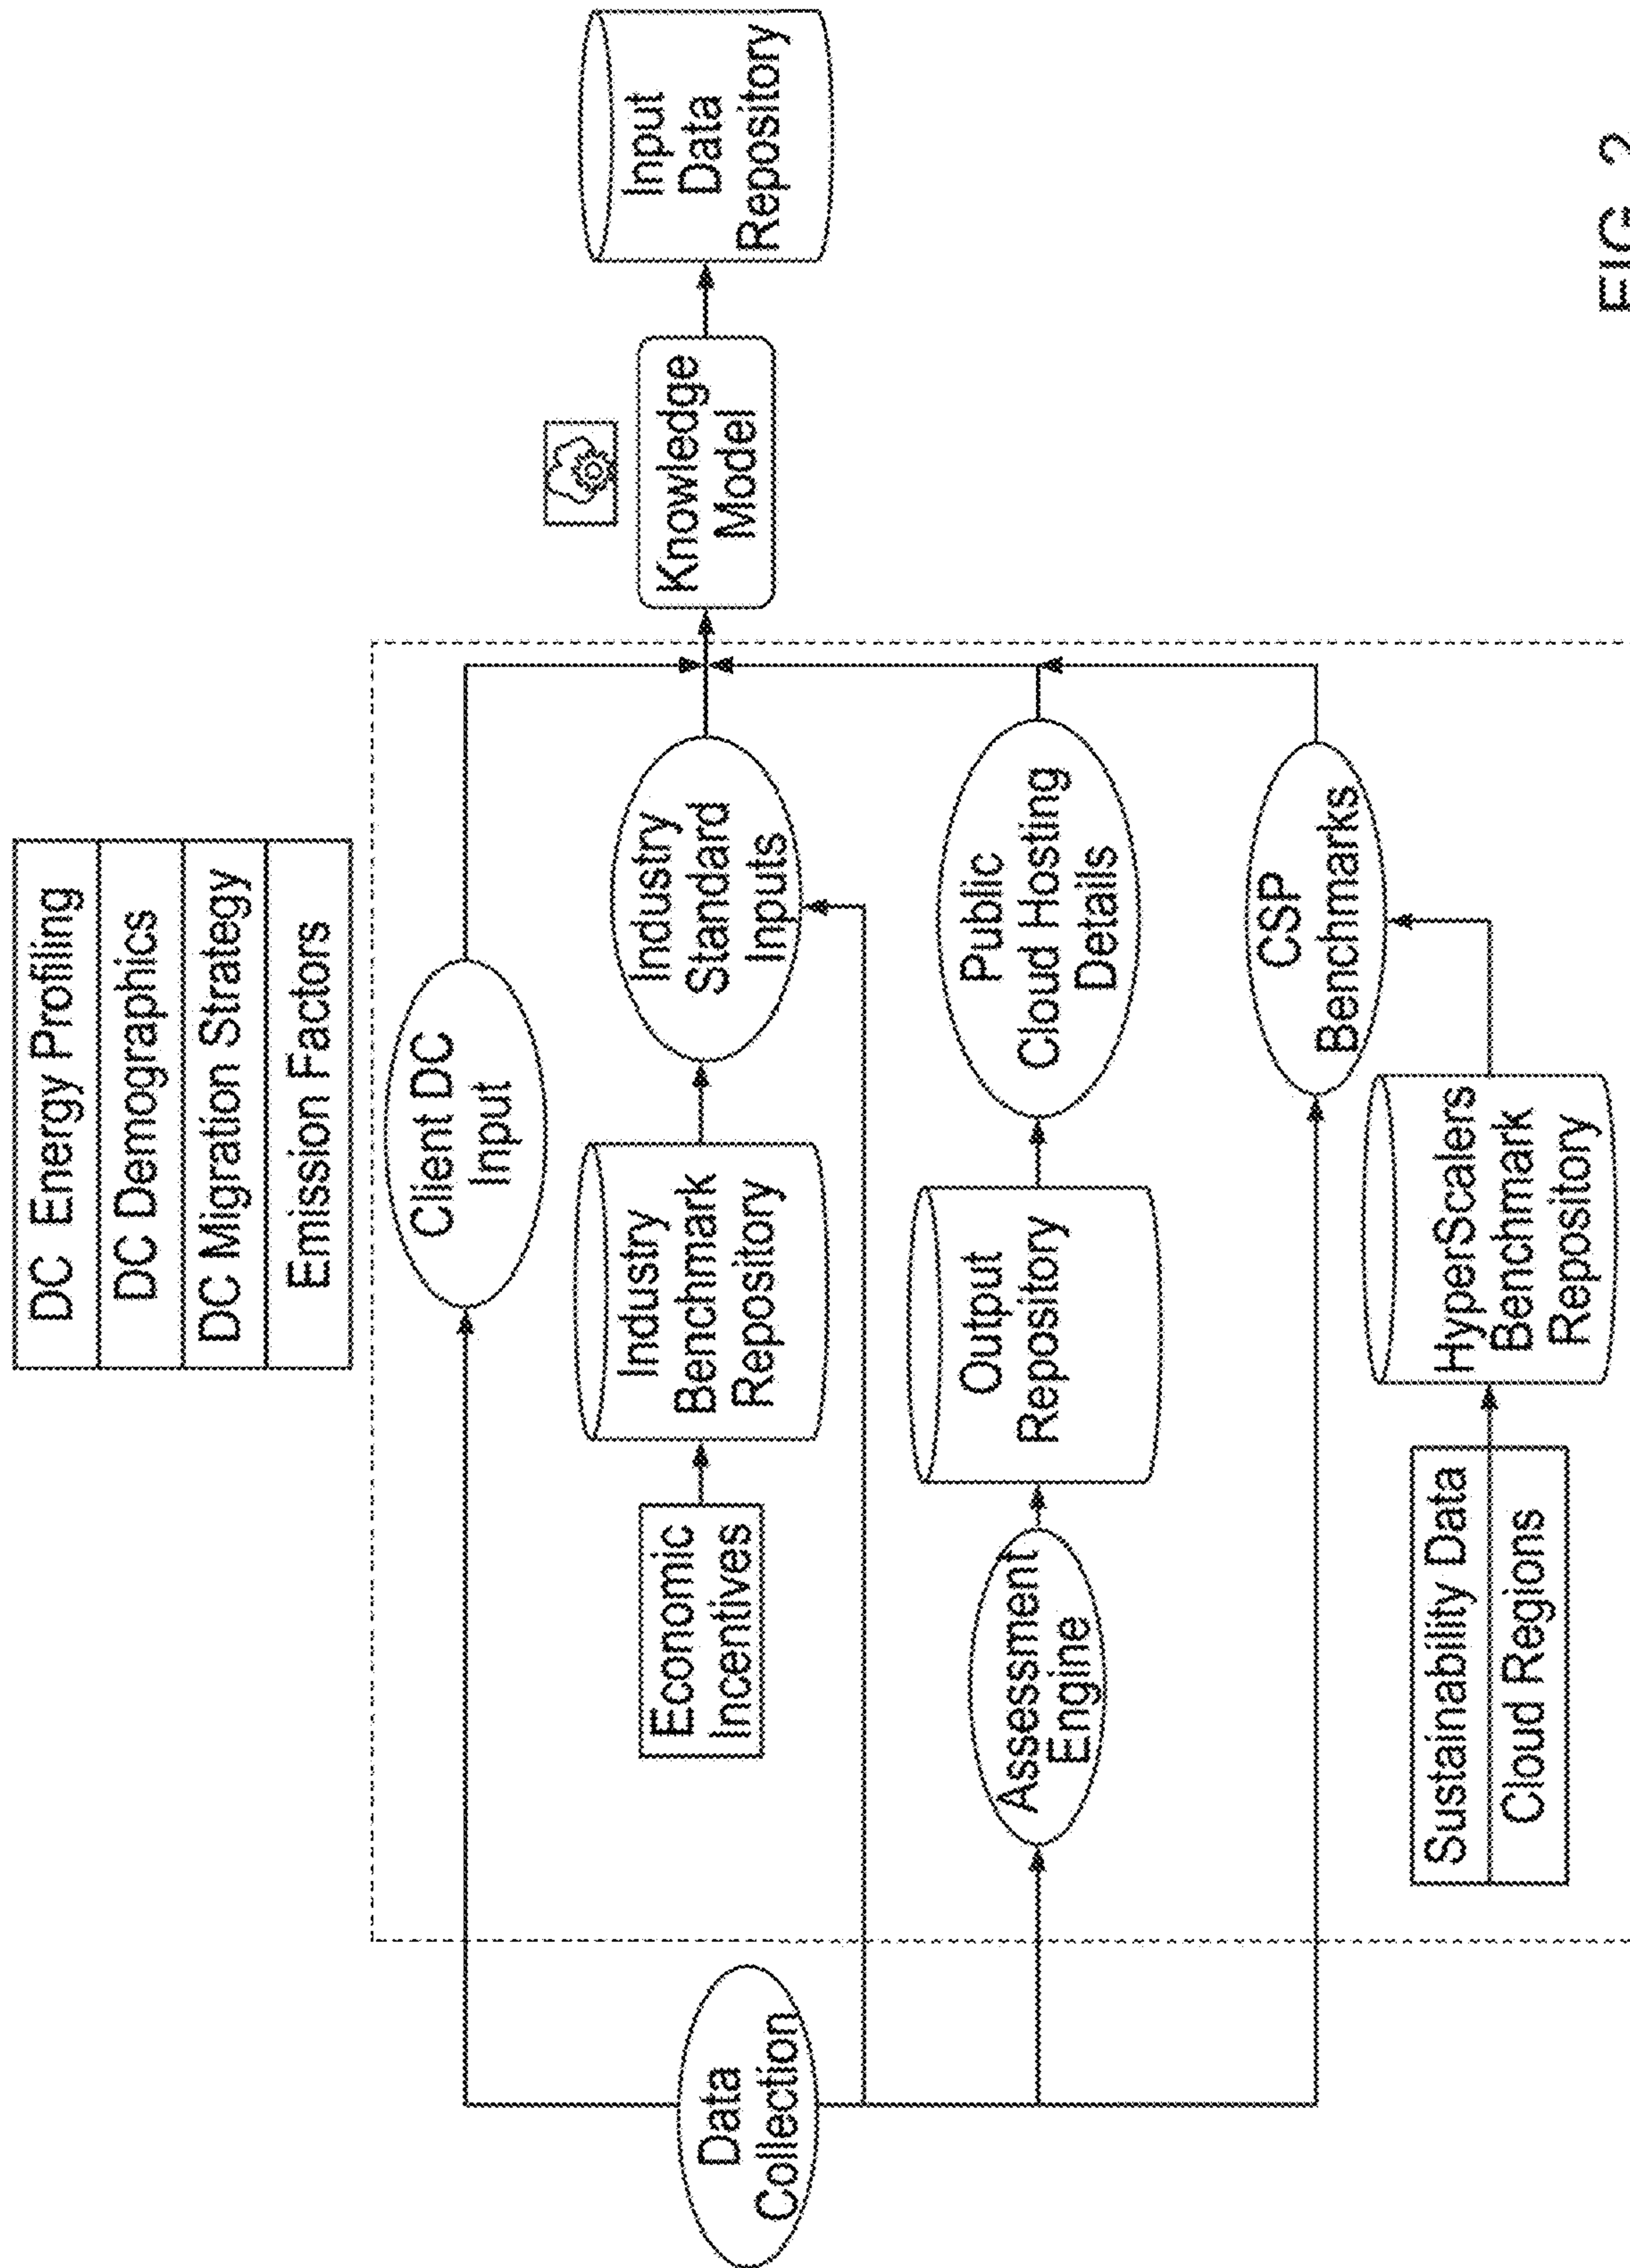 DC Energy Profiling
DC Demographics
DC Migration Strategy
Emission Factors
Data
Collection
Client DC
Input
Economic
Incentives
Industry
Benchmark
Repository
Industry
Standard
Inputs
Assessment
Engine
Output
Repository
Public
Cloud Hosting
Details
Sustainability Data
Cloud Regions
HyperScalers
Benchmark
Repository
CSP
Benchmarks
Knowledge
Model
Input
Data
Repository
FIG. 2